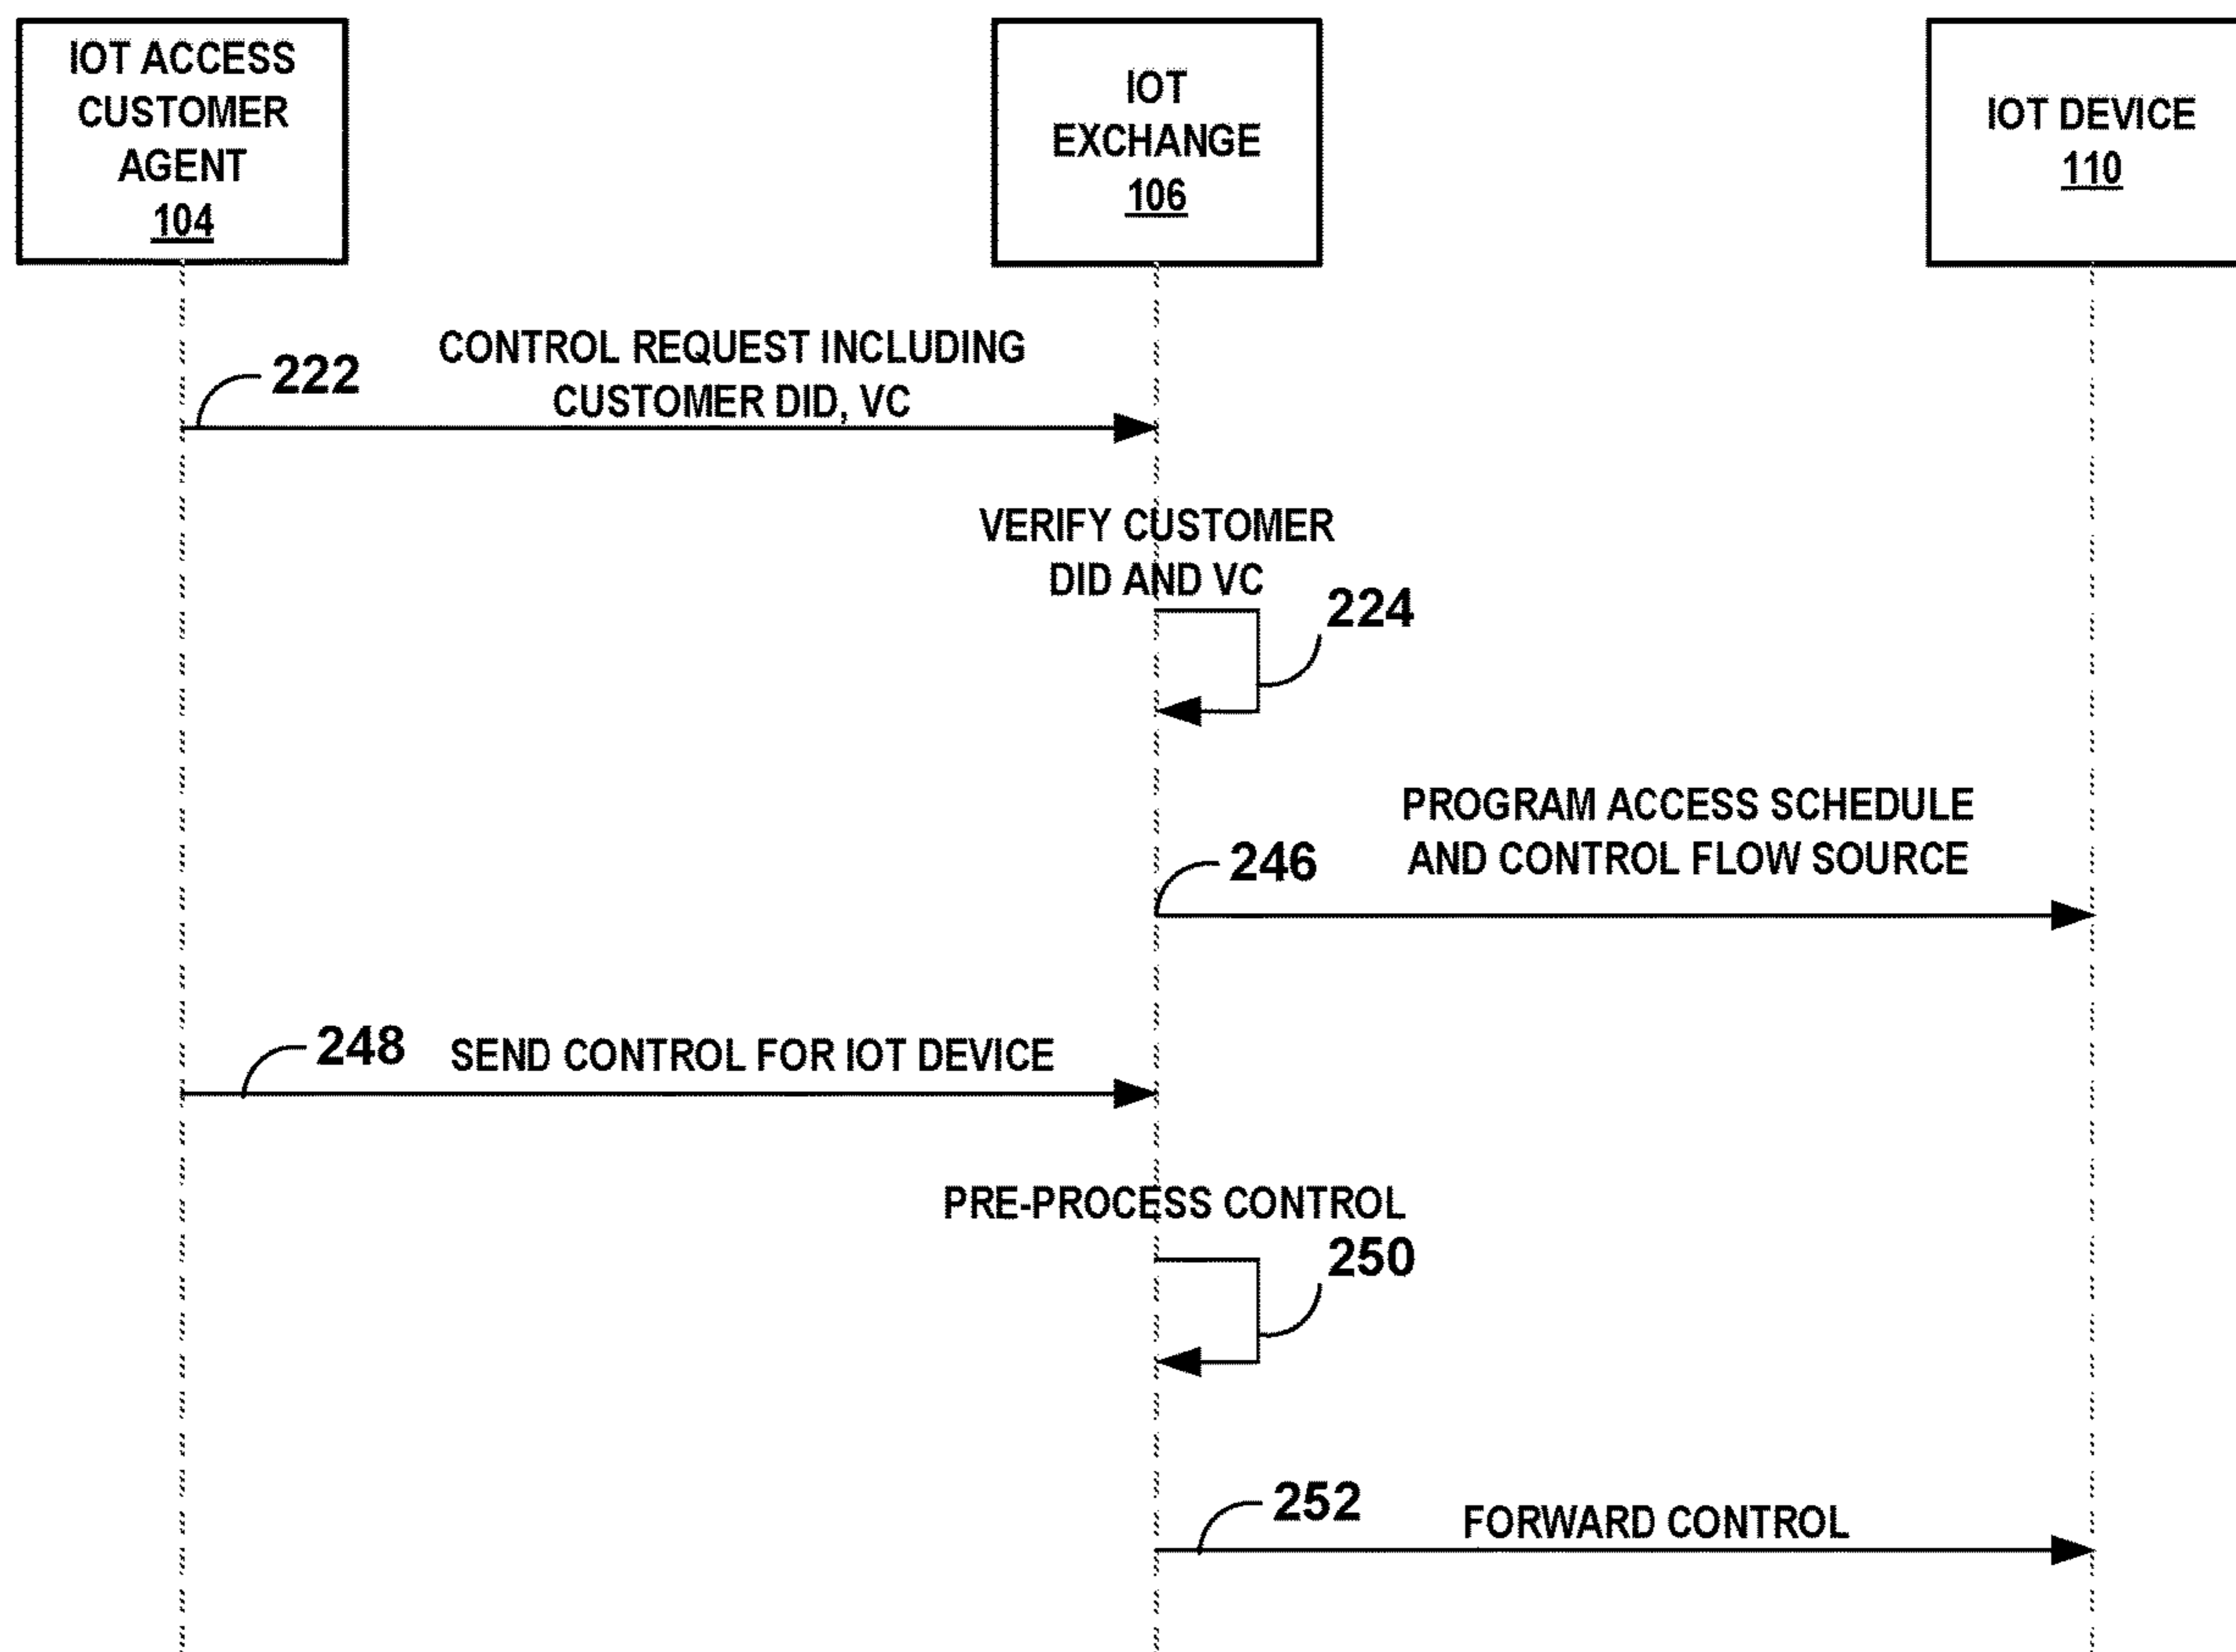 IOT ACCESS
CUSTOMER
AGENT
104
IOT
EXCHANGE
106
IOT DEVICE
110
222
CONTROL REQUEST INCLUDING
CUSTOMER DID, VC
VERIFY CUSTOMER
DID AND VC
224
PROGRAM ACCESS SCHEDULE
AND CONTROL FLOW SOURCE
246
248
SEND CONTROL FOR IOT DEVICE
PRE-PROCESS CONTROL
250
252
FORWARD CONTROL